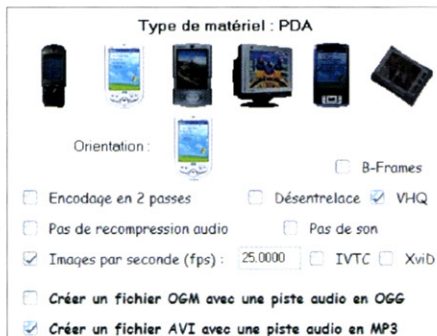 Type de matériel : PDA
Orientation :
B-Frames
Encodage en 2 passes Désentrelace VHQ
Pas de recompression audio Pas de son
Images par seconde (fps) : 25.0000 IVTC XviD
Créer un fichier OGM avec une piste audio en OGG
Créer un fichier AVI avec une piste audio en MP3